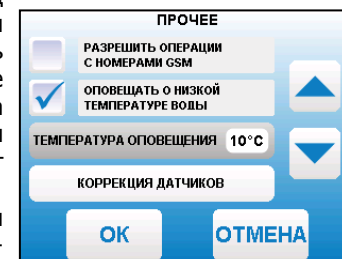 ПРОЧЕЕ
РАЗРЕШИТЬ ОПЕРАЦИИ
С НОМЕРАМИ GSM
ОПОВЕЩАТЬ О НИЗКОЙ
ТЕМПЕРАТУРЕ ВОДЫ
ТЕМПЕРАТУРА ОПОВЕЩЕНИЯ 10°C
КОРРЕКЦИЯ ДАТЧИКОВ
ОК ОТМЕНА